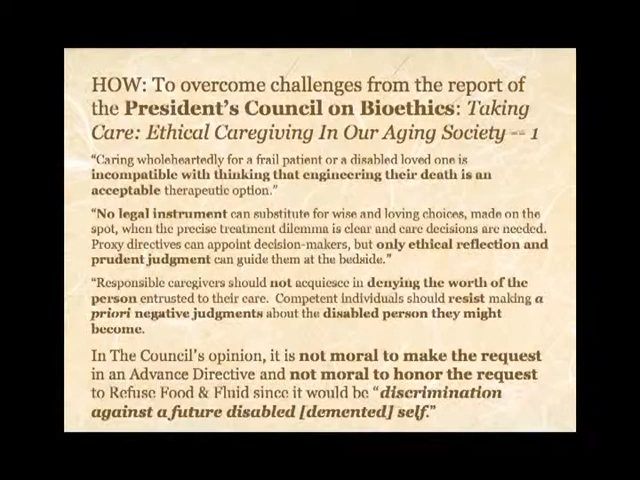 HOW: To overcome challenges from the report of
the President's Council on Bioethics: Taking
Care: Ethical Caregiving In Our Aging Society -- 1
"Caring wholeheartedly for a frail patient or a disabled loved one is
incompatible with thinking that engineering their death is an
acceptable therapeutic option."
"No legal instrument can substitute for wise and loving choices, made on the
spot, when the precise treatment dilemma is clear and care decisions are needed.
Proxy directives can appoint decision-makers, but only ethical reflection and
prudent judgment can guide them at the bedside."
"Responsible caregivers should not acquiesce in denying the worth of the
person entrusted to their care. Competent individuals should resist making a
priori negative judgments about the disabled person they might
become.
In The Council's opinion, it is not moral to make the request
in an Advance Directive and not moral to honor the request
to Refuse Food & Fluid since it would be "discrimination
against a future disabled [demented] self."